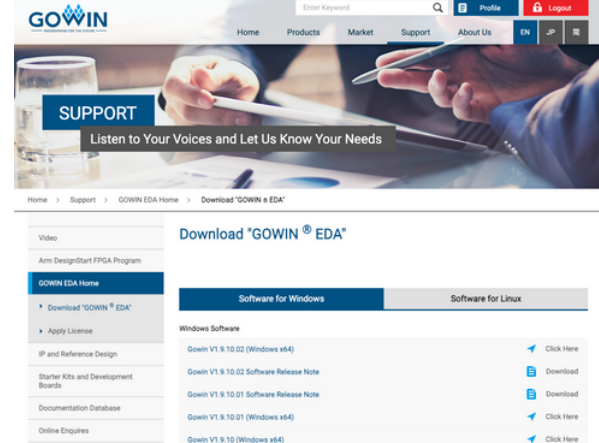 GOWIN
PROGRAMMING FOR THE FUTURE
Enter Keyword
Profile
Logout
Home Products Market Support About Us EN JP 简
SUPPORT
Listen to Your Voices and Let Us Know Your Needs
Home > Support > GOWIN EDA Home > Download "GOWIN ® EDA"
Video
Arm DesignStart FPGA Program
GOWIN EDA Home
Download "GOWIN ® EDA"
Apply License
IP and Reference Design
Starter Kits and Development
Boards
Documentation Database
Online Enquires
Download "GOWIN ® EDA"
Software for Windows Software for Linux
Windows Software
Gowin V1.9.10.02 (Windows x64) Click Here
Gowin V1.9.10.02 Software Release Note Download
Gowin V1.9.10.01 Software Release Note Download
Gowin V1.9.10.01 (Windows x64) Click Here
Gowin V1.9.10 (Windows x64) Click Here